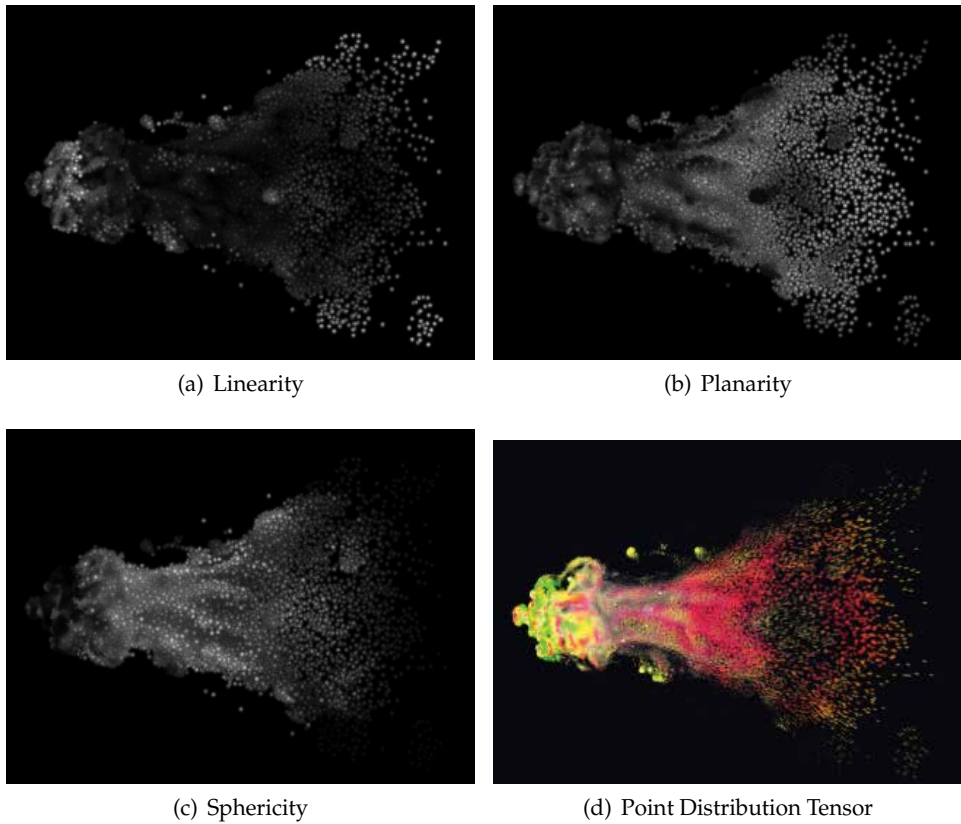 (a) Linearity
(b) Planarity
(c) Sphericity
(d) Point Distribution Tensor